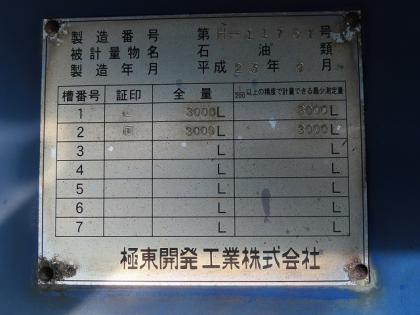 製造番号 第 号
被計量物名 石油類
製造年月 平成 年 月
槽番号 証印 全量 以上の精度で計量できる最少測定量
1 3000L 3000L
2 3000L 3000L
3 L L
4 L L
5 L L
6 L L
7 L L
極東開発工業株式会社